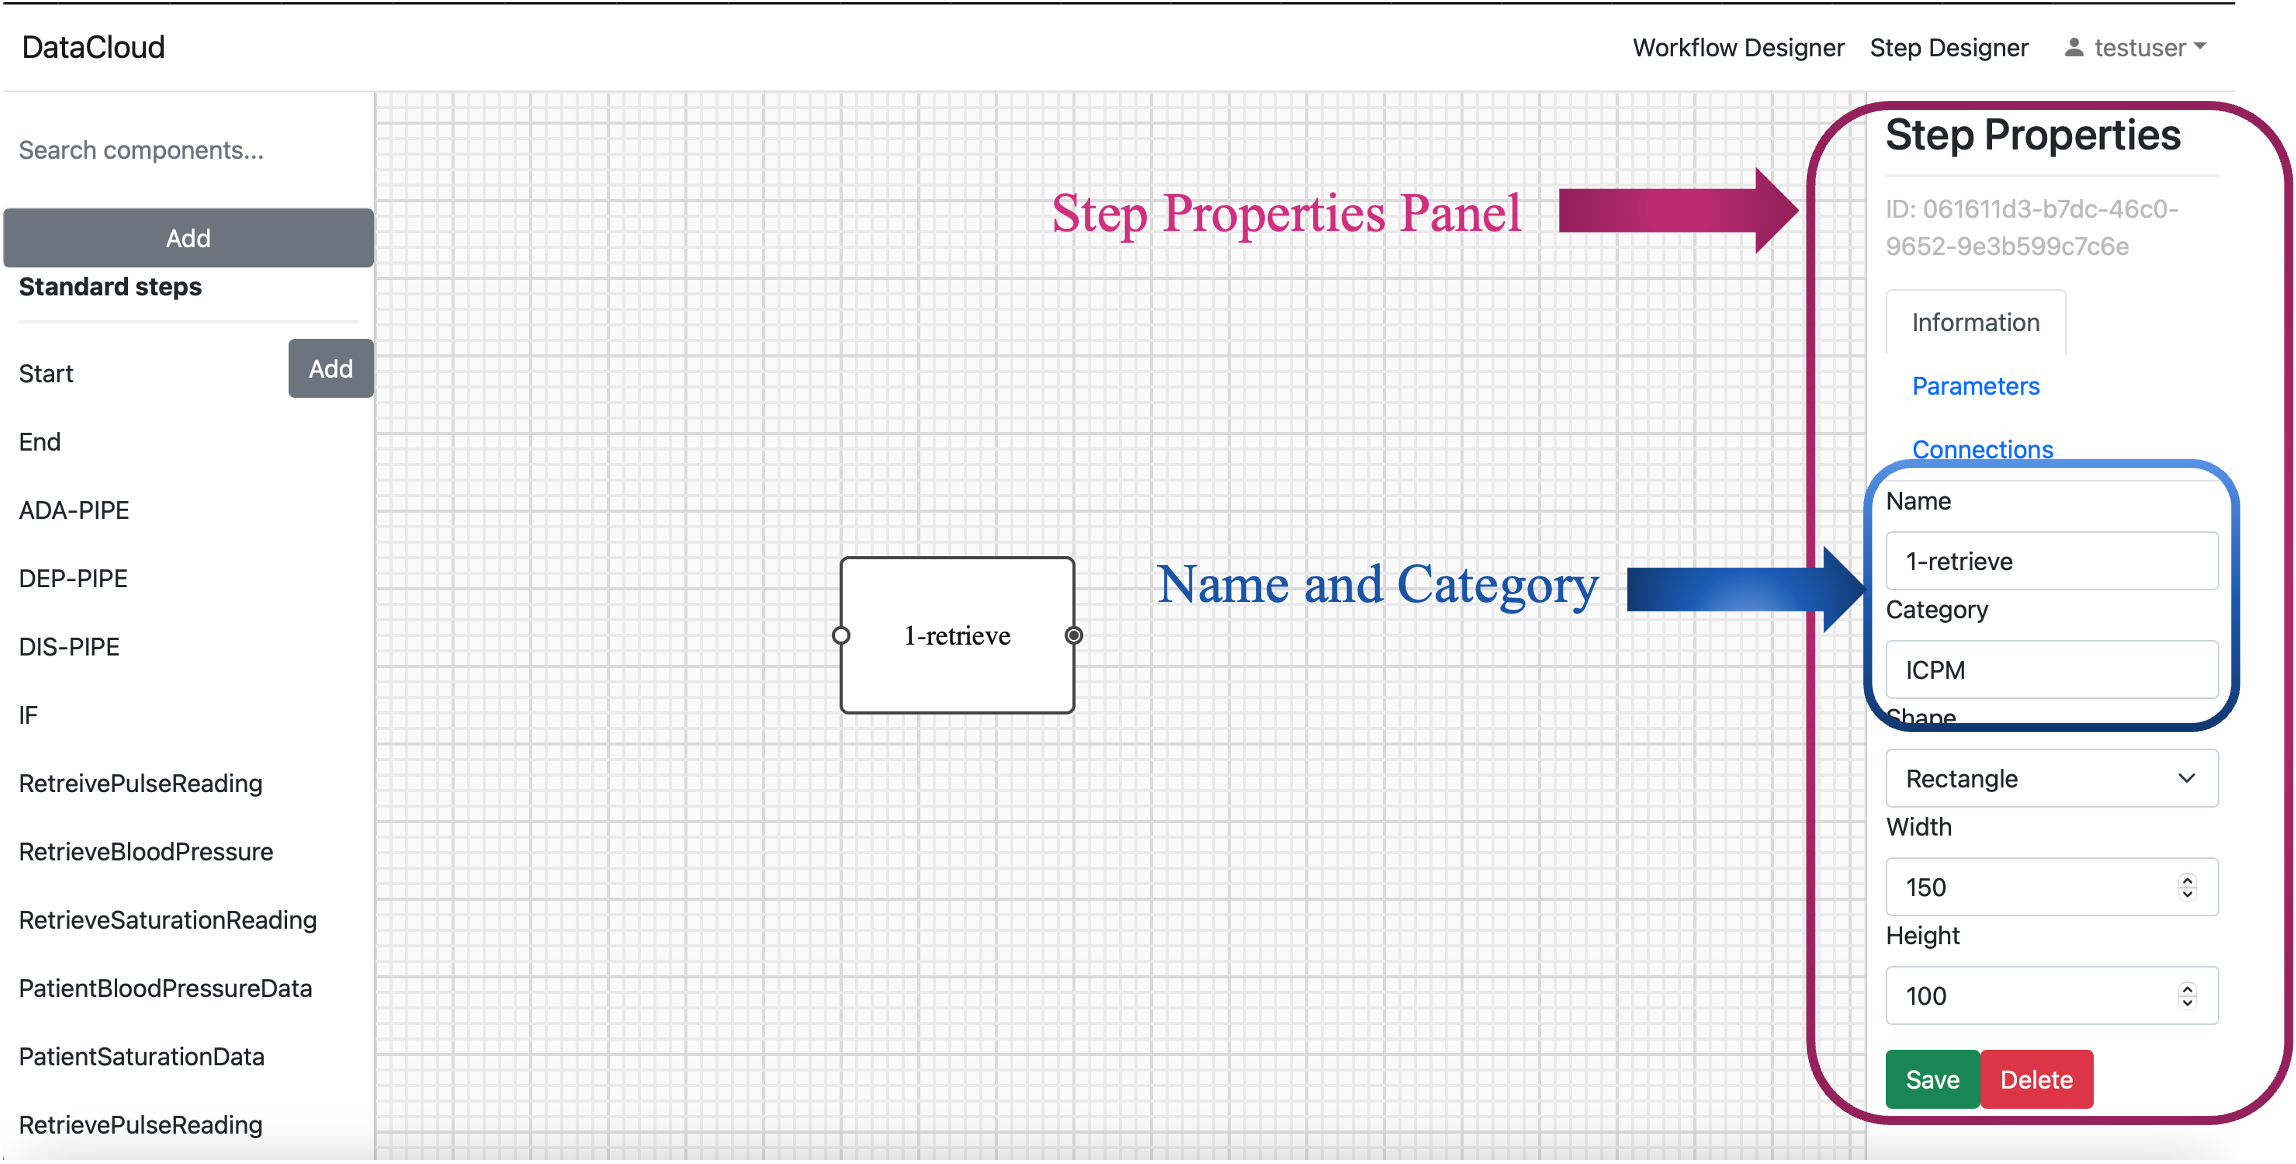 DataCloud
Workflow Designer
Step Designer
testuser
Search components...
Add
Standard steps
Start
Add
End
ADA-PIPE
DEP-PIPE
DIS-PIPE
IF
RetreivePulseReading
RetrieveBloodPressure
RetrieveSaturationReading
PatientBloodPressureData
PatientSaturationData
RetrievePulseReading
1-retrieve
Step Properties Panel
Name and Category
Step Properties
ID: 061611d3-b7dc-46c0-
9652-9e3b599c7c6e
Information
Parameters
Connections
Name
1-retrieve
Category
ICPM
Shape
Rectangle
Width
150
Height
100
Save
Delete